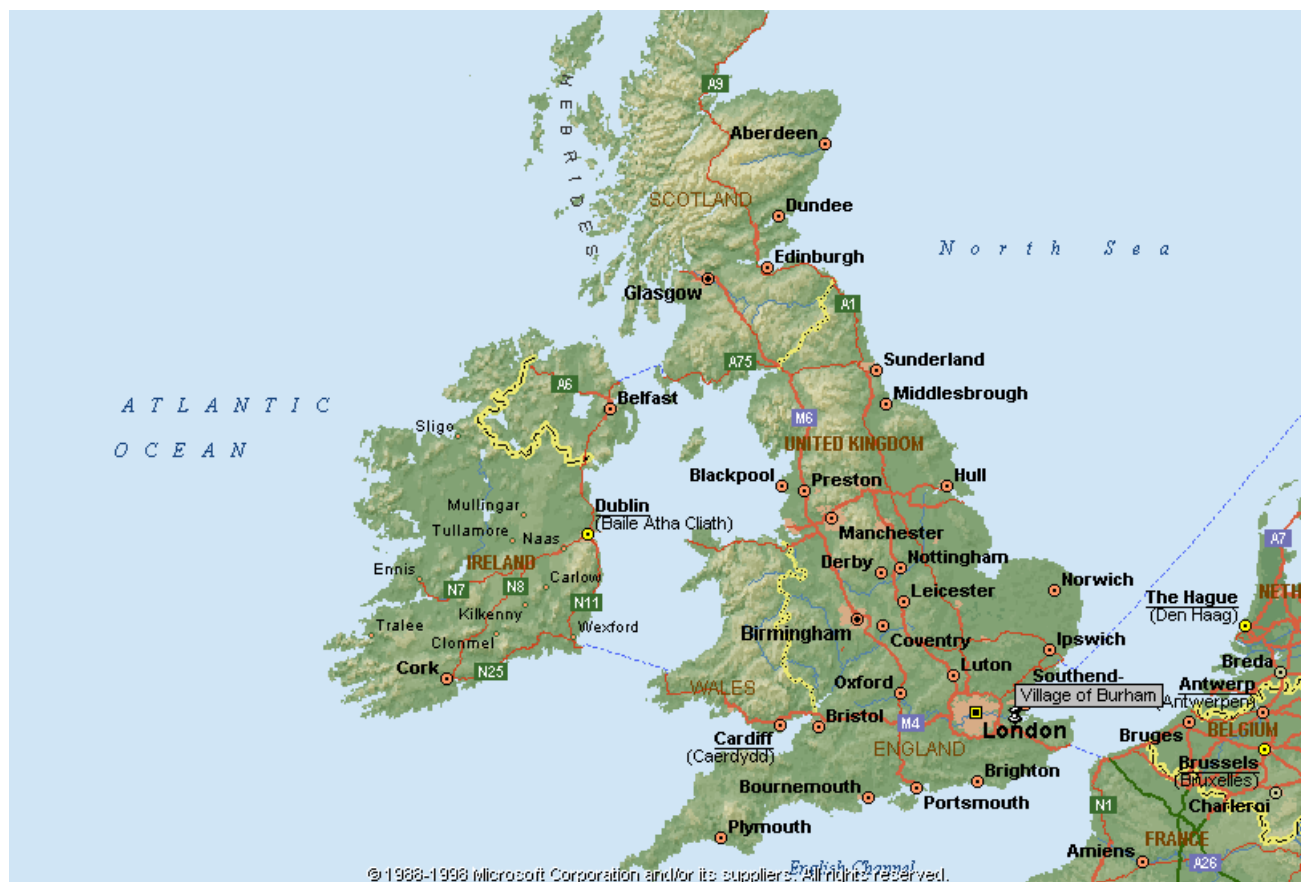 A9
HEBRIDES
Aberdeen
SCOTLAND
Dundee
North Sea
Edinburgh
Glasgow
A1
A75
Sunderland
A6
Middlesbrough
Belfast
ATLANTIC
OCEAN
M6
Sligo
UNITED KINGDOM
Blackpool
Preston
Hull
Mullingar
Dublin
(Baile Atha Cliath)
Tullamore
Naas
Manchester
A7
IRELAND
Derby
Nottingham
Ennis
Carlow
Norwich
N7
N8
Leicester
NETH
The Hague
(Den Haag)
N11
Kilkenny
Tralee
Wexford
Birmingham
Coventry
Clonmel
Ipswich
Cork
N25
Luton
Breda
WALES
Oxford
Southend-
Antwerp
(Antwerpen)
Village of Burham
Bristol
M4
London
Bruges
BELGIUM
Cardiff
(Caerdydd)
ENGLAND
Brussels
(Bruxelles)
Brighton
Bournemouth
Portsmouth
Charleroi
N1
Plymouth
FRANCE
Amiens
A26
English Channel
© 1988-1998 Microsoft Corporation and/or its suppliers. All rights reserved.